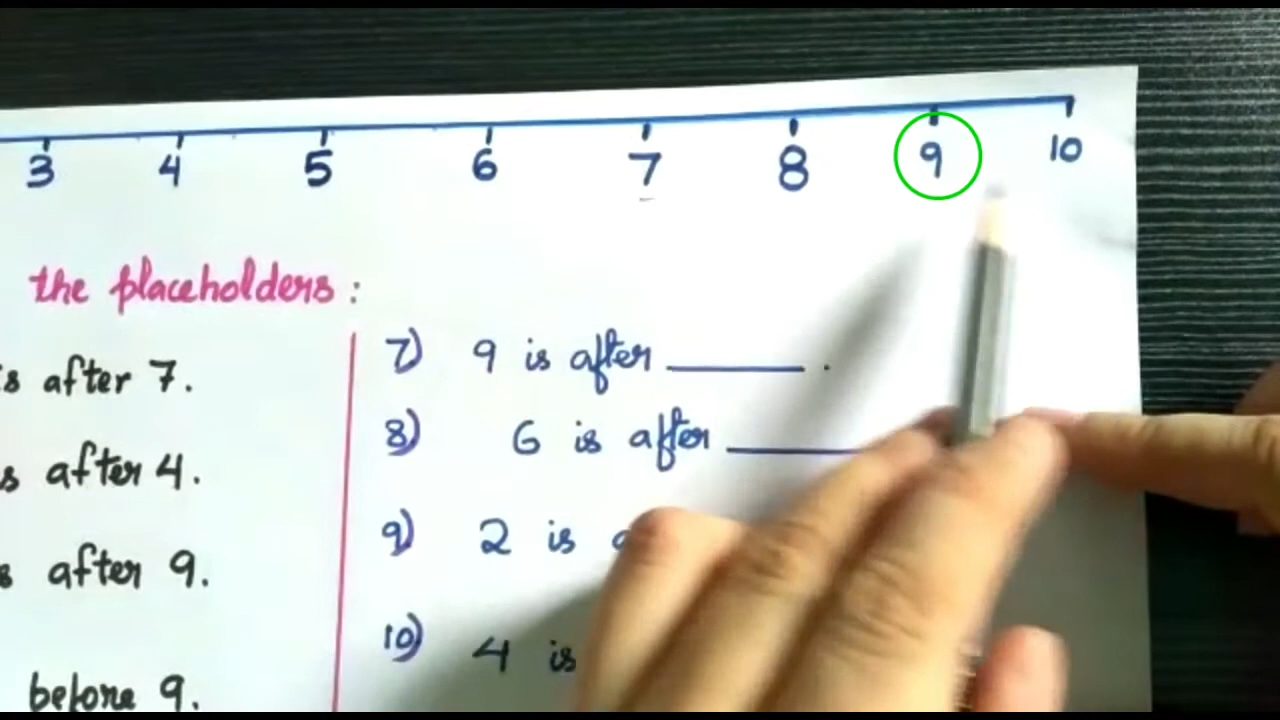 3 4 5 6 7 8 9 10
the placeholders :
s after 7.
s after 4.
s after 9.
before 9.
7) 9 is after ______ .
8) 6 is after ______
9) 2 is
10) 4 is